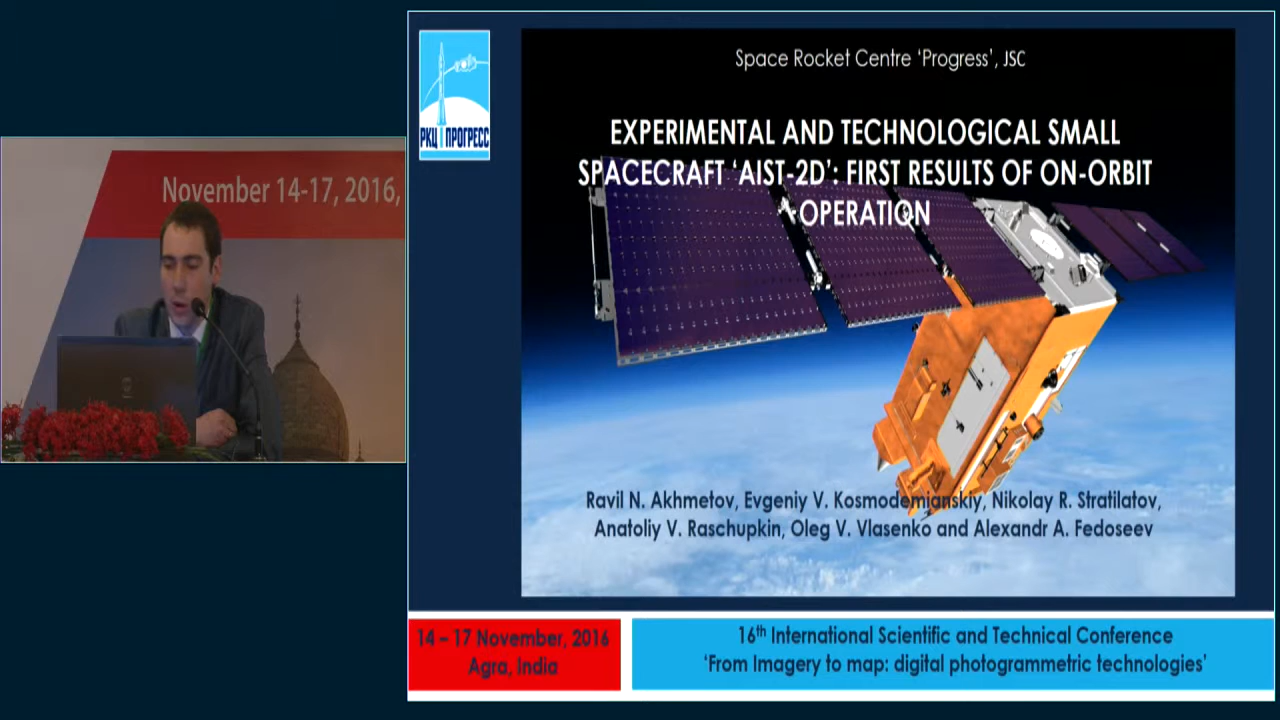 November 14-17, 2016,
РКЦ ПРОГРЕСС
Space Rocket Centre ‘Progress’, JSC
EXPERIMENTAL AND TECHNOLOGICAL SMALL
SPACECRAFT ‘AIST-2D’: FIRST RESULTS OF ON-ORBIT
OPERATION
Ravil N. Akhmetov, Evgeniy V. Kosmodemianskiy, Nikolay R. Stratilatov,
Anatoliy V. Raschupkin, Oleg V. Vlasenko and Alexandr A. Fedoseev
14 – 17 November, 2016
Agra, India
16th International Scientific and Technical Conference
‘From Imagery to map: digital photogrammetric technologies’